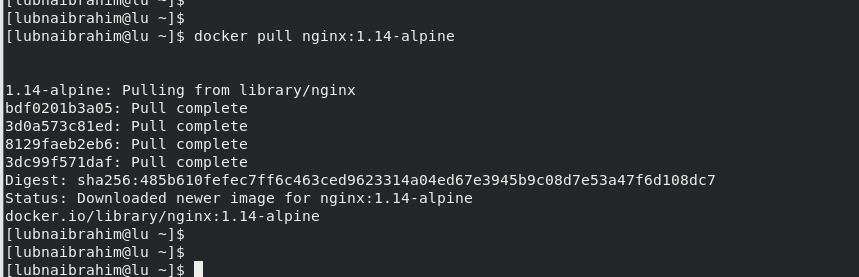 [lubnaibrahim@lu ~]$
[lubnaibrahim@lu ~]$
[lubnaibrahim@lu ~]$ docker pull nginx:1.14-alpine
1.14-alpine: Pulling from library/nginx
bdf0201b3a05: Pull complete
3d0a573c81ed: Pull complete
8129faeb2eb6: Pull complete
3dc99f571daf: Pull complete
Digest: sha256:485b610fefec7ff6c463ced9623314a04ed67e3945b9c08d7e53a47f6d108dc7
Status: Downloaded newer image for nginx:1.14-alpine
docker.io/library/nginx:1.14-alpine
[lubnaibrahim@lu ~]$
[lubnaibrahim@lu ~]$
[lubnaibrahim@lu ~]$